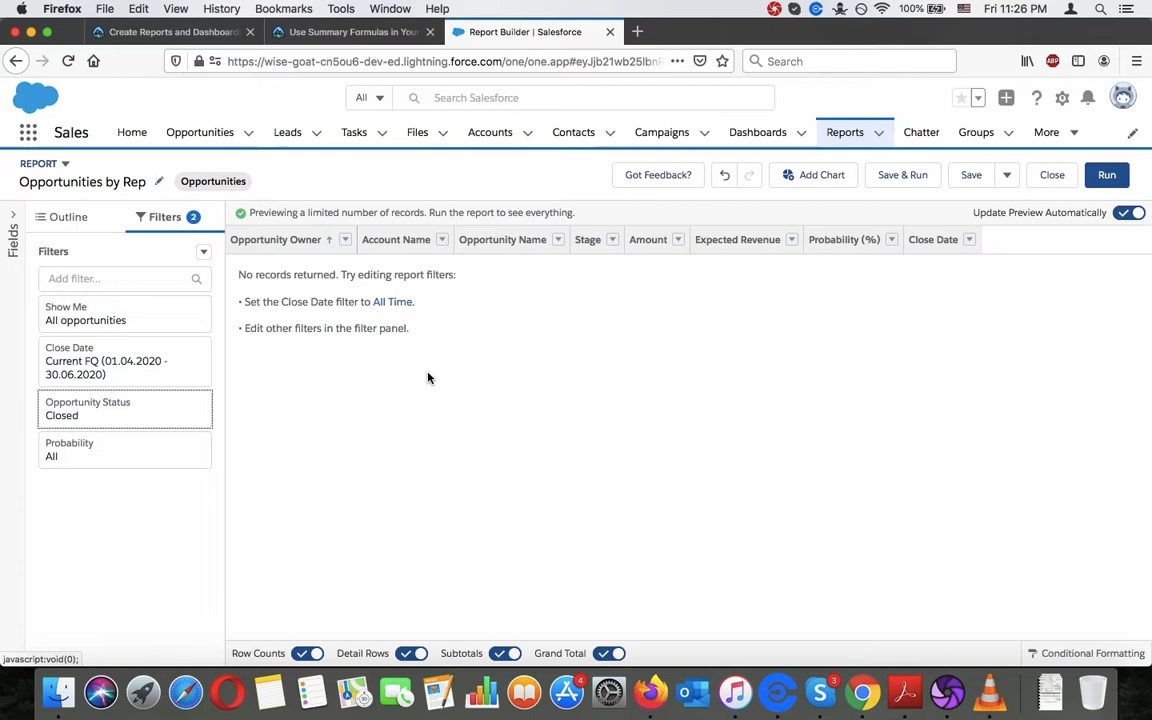 Firefox File Edit View History Bookmarks Tools Window Help 100% Fri 11:26 PM
Create Reports and Dashboard
Use Summary Formulas in Your
Report Builder | Salesforce
https://wise-goat-cn5ou6-dev-ed.lightning.force.com/one/one.app#eyJjb21wb25lbnR
Search
All
Search Salesforce
Sales Home Opportunities Leads Tasks Files Accounts Contacts Campaigns Dashboards Reports Chatter Groups More
REPORT
Opportunities by Rep
Opportunities
Got Feedback?
Add Chart
Save & Run
Save
Close
Run
Fields
Outline
Filters 2
Previewing a limited number of records. Run the report to see everything.
Update Preview Automatically
Opportunity Owner Account Name Opportunity Name Stage Amount Expected Revenue Probability (%) Close Date
Filters
Add filter...
Show Me
All opportunities
Close Date
Current FQ (01.04.2020 -
30.06.2020)
Opportunity Status
Closed
Probability
All
No records returned. Try editing report filters:
• Set the Close Date filter to All Time.
• Edit other filters in the filter panel.
Row Counts Detail Rows Subtotals Grand Total
Conditional Formatting
javascript:void(0);
4
3